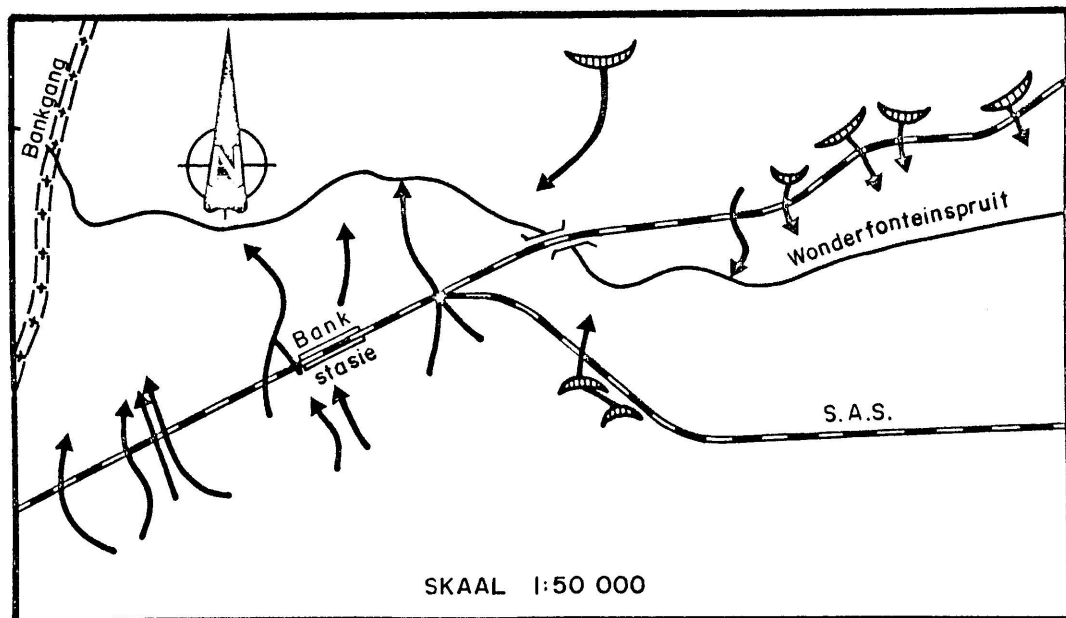 Bankgang
N
Wonderfonteinspruit
Bank
stasie
S.A.S.
SKAAL 1:50 000